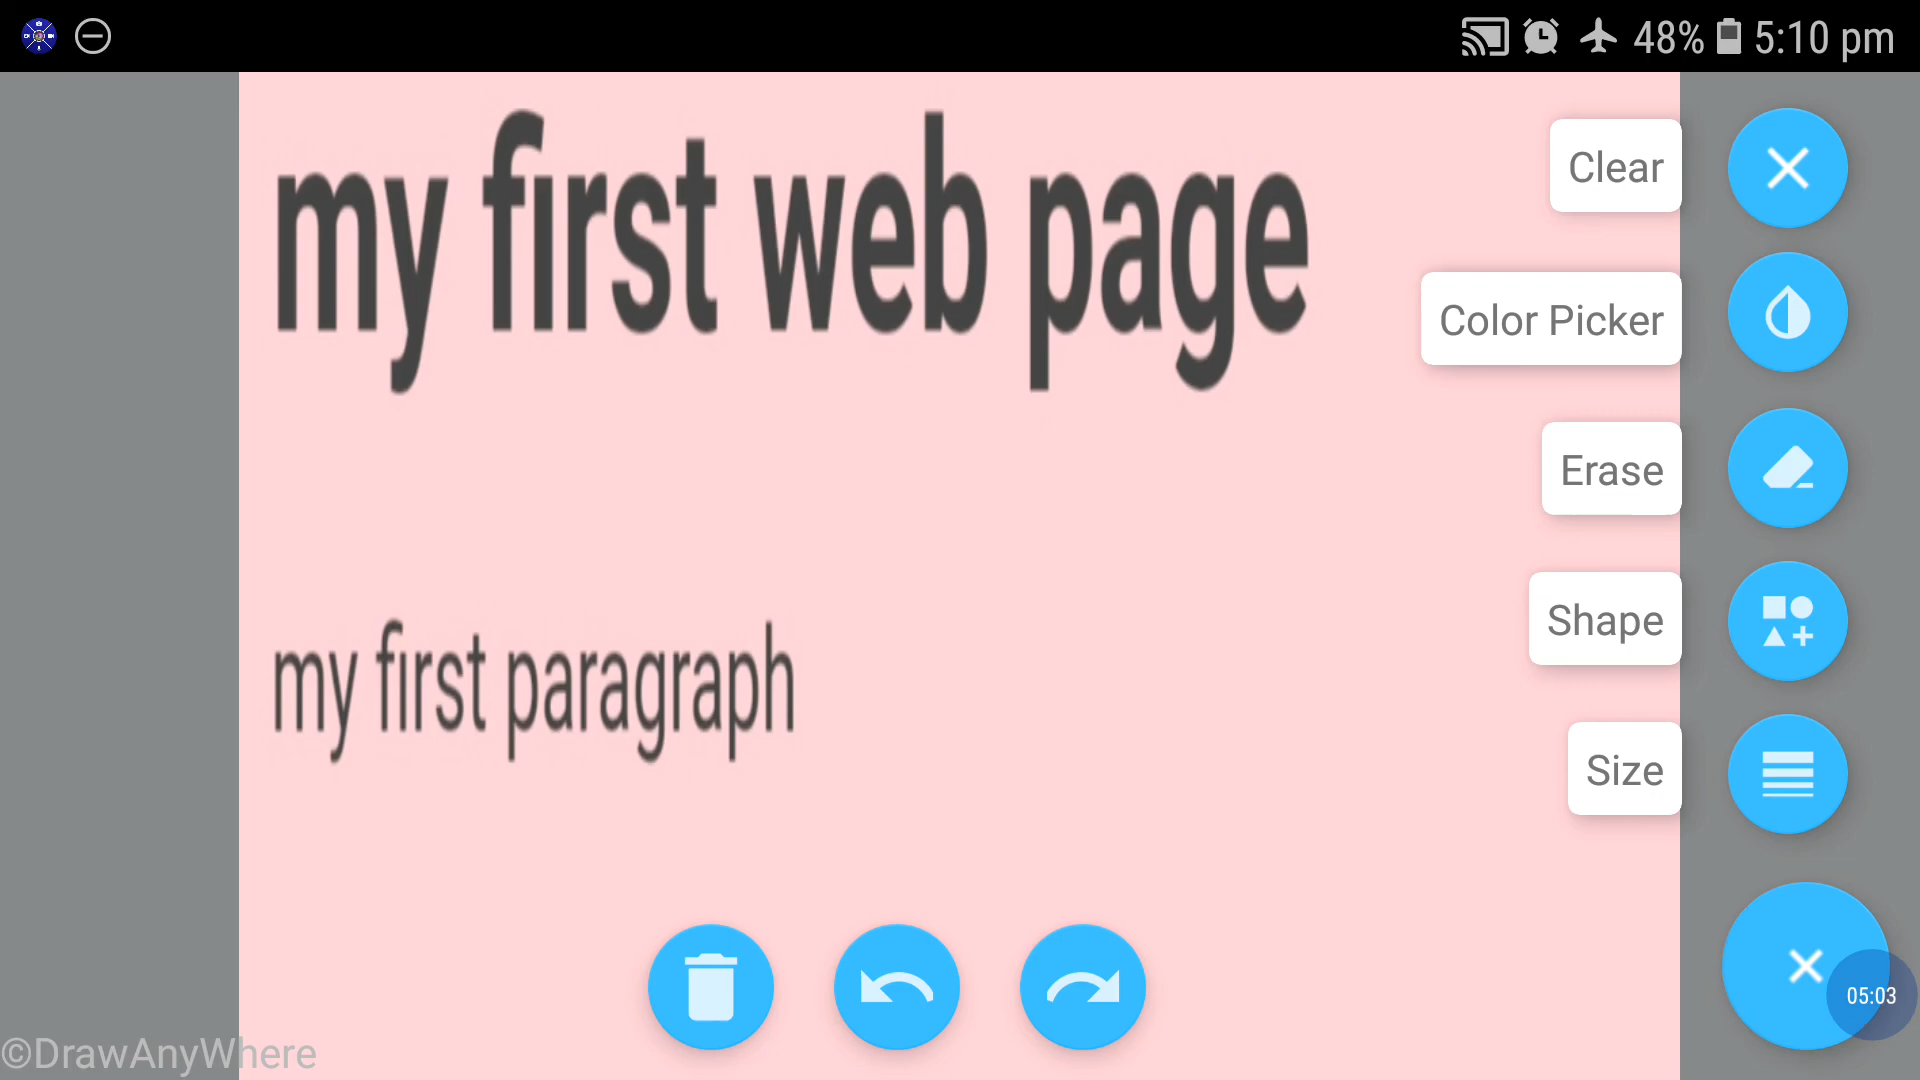 48% 5:10 pm
my first web page
Clear
Color Picker
Erase
my first paragraph
Shape
Size
05:03
©DrawAnyWhere